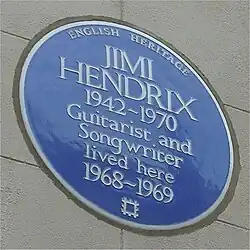 ENGLISH HERITAGE
JIMI
HENDRIX
1942~1970
Guitarist and
Songwriter
lived here
1968~1969